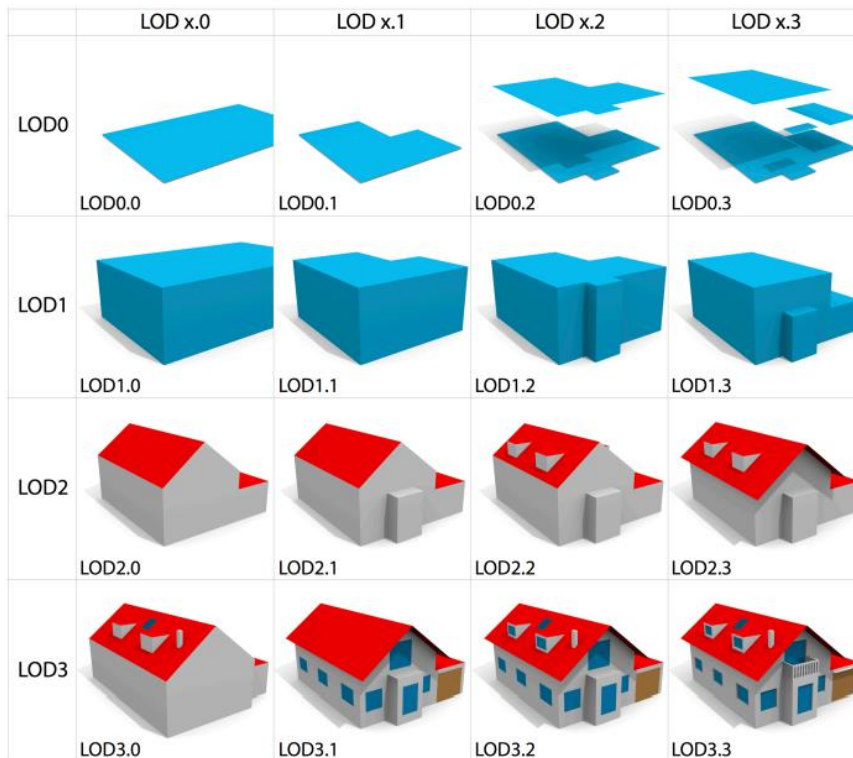 LOD x.0 LOD x.1 LOD x.2 LOD x.3
LOD0
LOD0.0 LOD0.1 LOD0.2 LOD0.3
LOD1
LOD1.0 LOD1.1 LOD1.2 LOD1.3
LOD2
LOD2.0 LOD2.1 LOD2.2 LOD2.3
LOD3
LOD3.0 LOD3.1 LOD3.2 LOD3.3